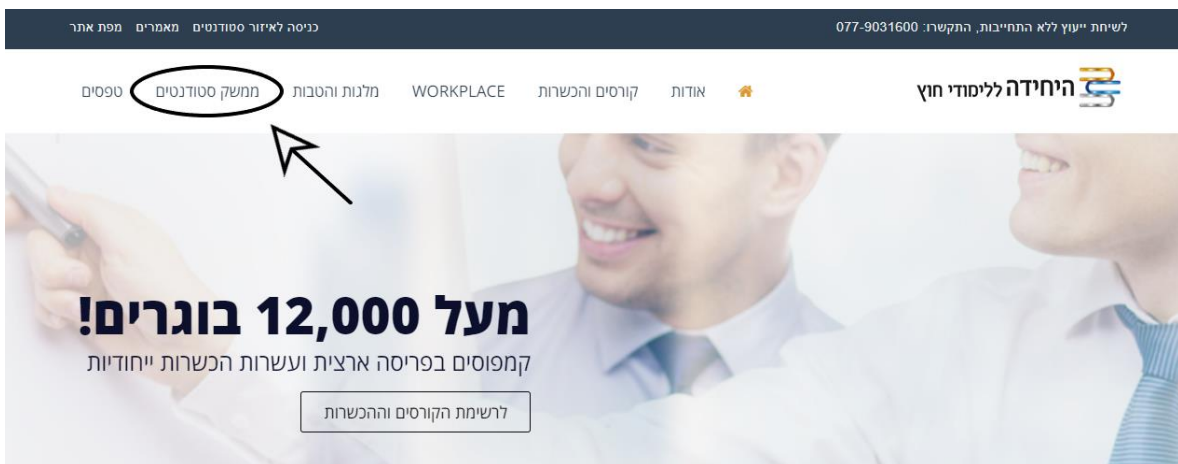 לשיחת ייעוץ ללא התחייבות, התקשרו: 077-9031600 כניסה לאיזור סטודנטים מאמרים מפת אתר
היחידה ללימודי חוץ אודות קורסים והכשרות WORKPLACE מלגות והטבות ממשק סטודנטים טפסים
מעל 12,000 בוגרים!
קמפוסים בפריסה ארצית ועשרות הכשרות ייחודיות
לרשימת הקורסים וההכשרות